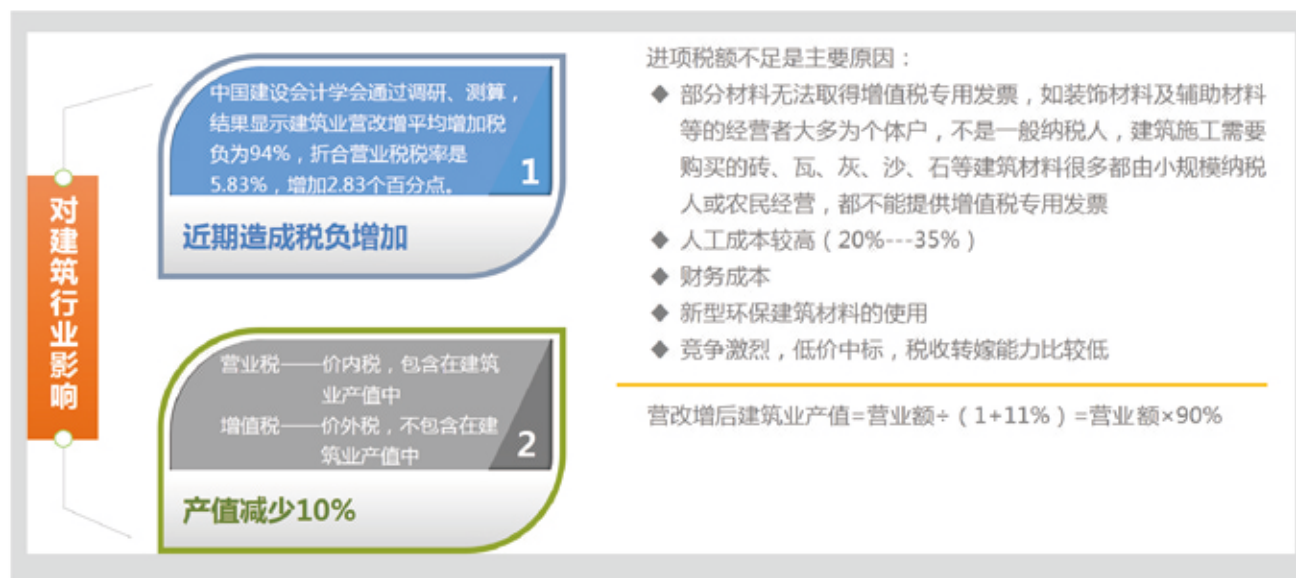 对建筑行业影响
中国建设会计学会通过调研、测算，
结果显示建筑业营改增平均增加税
负为94%，折合营业税税率是
5.83%，增加2.83个百分点。
1
近期造成税负增加
进项税额不足是主要原因：
◆ 部分材料无法取得增值税专用发票，如装饰材料及辅助材料
等的经营者大多为个体户，不是一般纳税人，建筑施工需要
购买的砖、瓦、灰、沙、石等建筑材料很多都由小规模纳税
人或农民经营，都不能提供增值税专用发票
◆ 人工成本较高（20%---35%）
◆ 财务成本
◆ 新型环保建筑材料的使用
◆ 竞争激烈，低价中标，税收转嫁能力比较低
营业税——价内税，包含在建筑
业产值中
增值税——价外税，不包含在建
筑业产值中
2
产值减少10%
营改增后建筑业产值=营业额÷（1+11%）=营业额×90%